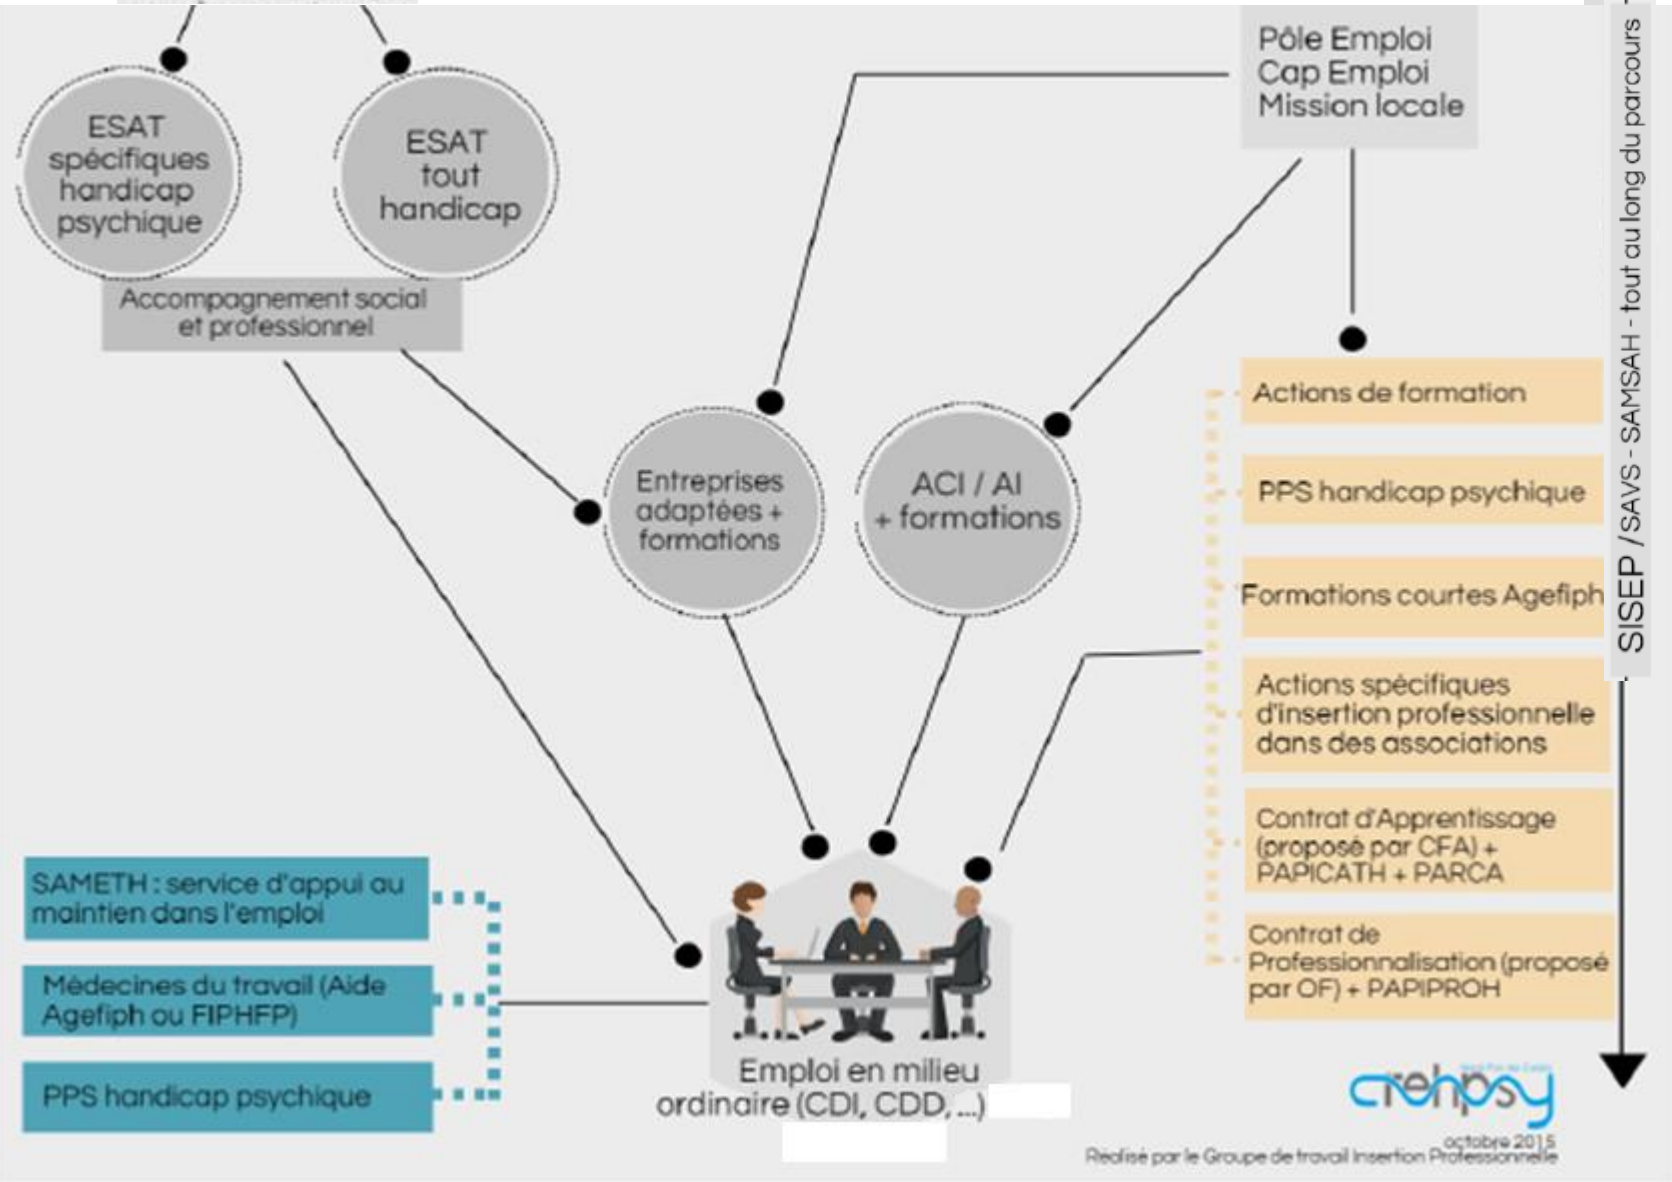 Pôle Emploi
Cap Emploi
Mission locale
ESAT
spécifiques
handicap
psychique
ESAT
tout
handicap
Accompagnement social
et professionnel
Entreprises
adaptées +
formations
ACI / AI
+ formations
Actions de formation
PPS handicap psychique
Formations courtes Agefiph
Actions spécifiques
d'insertion professionnelle
dans des associations
Contrat d'Apprentissage
(proposé par CFA) +
PAPICATH + PARCA
Contrat de
Professionnalisation (proposé
par OF) + PAPIPROH
SISEP / SAVS - SAMSAH - tout au long du parcours
SAMETH : service d'appui au
maintien dans l'emploi
Médecines du travail (Aide
Agefiph ou FIPHFP)
PPS handicap psychique
Emploi en milieu
ordinaire (CDI, CDD, ...)
crehpsy
octobre 2015
Réalisé par le Groupe de travail Insertion Professionnelle